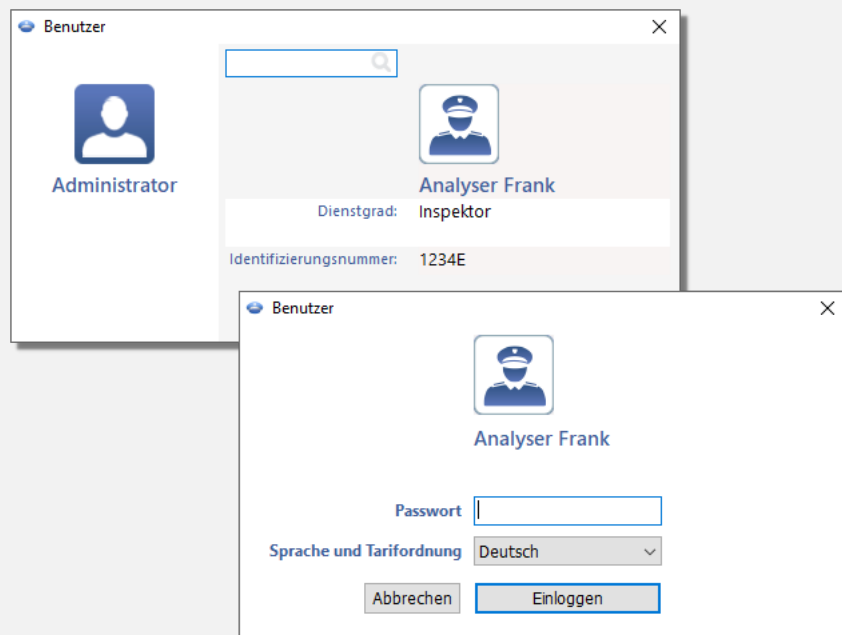 Benutzer
Administrator
Analyser Frank
Dienstgrad: Inspektor
Identifizierungsnummer: 1234E
Benutzer
Analyser Frank
Passwort
Sprache und Tarifordnung Deutsch
Abbrechen Einloggen